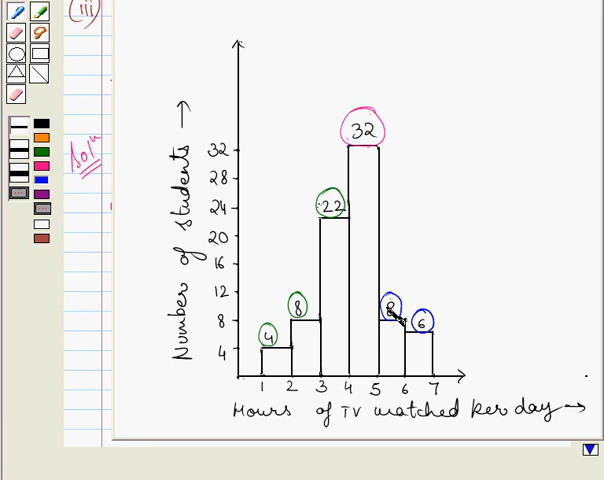 (iii)
Solⁿ
Number of students →
32
28
24
20
16
12
8
4
4
8
22
32
8
6
1 2 3 4 5 6 7
Hours of TV watched per day →